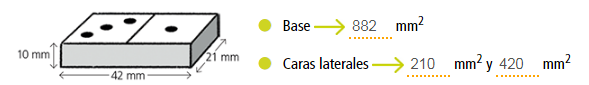 Base 882 mm²
10 mm
21 mm
Caras laterales 210 mm² y 420 mm²
42 mm